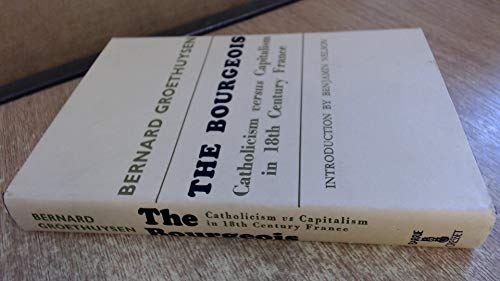 BERNARD GROETHUYSEN
THE BOURGEOIS
Catholicism versus Capitalism
in 18th Century France
INTRODUCTION BY BENJAMIN NELSON
BERNARD
GROETHUYSEN
The
Bourgeois
Catholicism vs Capitalism
in 18th Century France